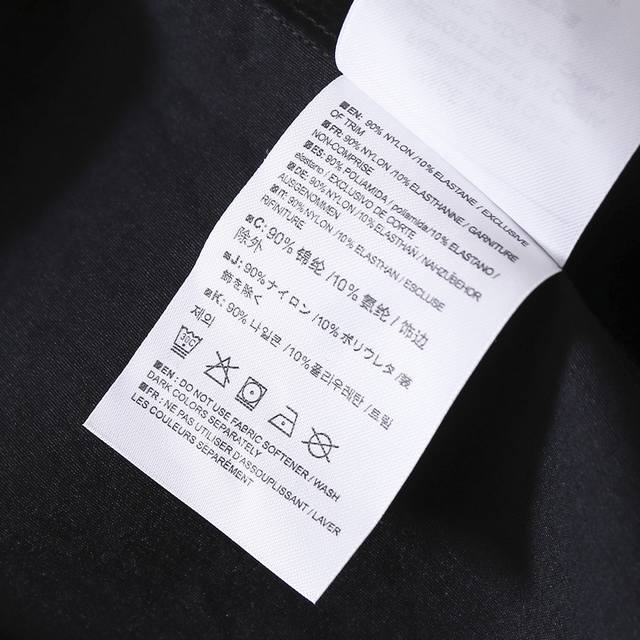 EN: 90% NYLON / 10% ELASTANE / EXCLUSIVE
OF TRIM
FR: 90% NYLON / 10% ELASTHANNE / GARNITURE
NON-COMPRISE
ES: 90% POLIAMIDA / poliamida / 10% ELASTANO /
elastano / EXCLUSIVO DE CORTE
DE: 90% NYLON / 10% ELASTHAN / NAHZUBEHOR
AUSGENOMMEN
IT: 90% NYLON / 10% ELASTHAN / ESCLUSE
RIFINITURE
C: 90% 锦纶 / 10% 氨纶 / 饰边
除外
J: 90% ナイロン / 10% ポリフレタ / 装
飾を除く
K: 90% 나일론 / 10% 폴리우레탄 / 트림
제외
30C
EN: DO NOT USE FABRIC SOFTENER / WASH
DARK COLORS SEPARATELY
FR: NE PAS UTILISER D'ASSOUPLISSANT / LAVER
LES COULEURS SEPAREMENT